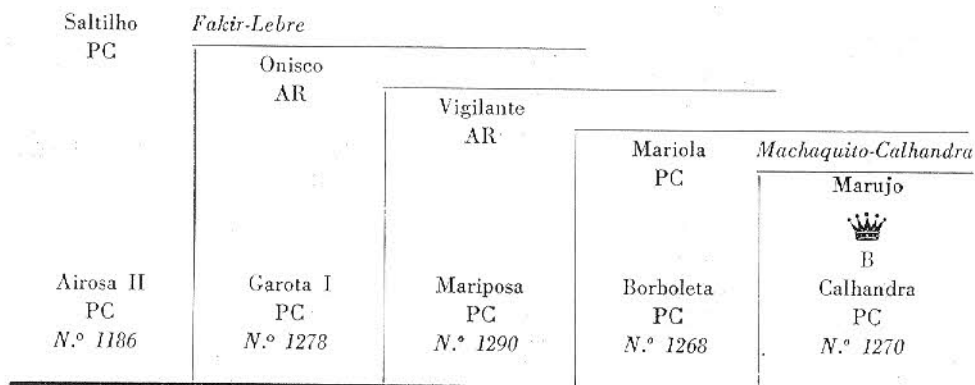 Saltilho Fakir-Lebre
PC
Onisco
AR
Vigilante
AR
Mariola Machaquito-Calhandra
PC Marujo
B
Airosa II Garota I Mariposa Borboleta Calhandra
PC PC PC PC PC
N.º 1186 N.º 1278 N.º 1290 N.º 1268 N.º 1270